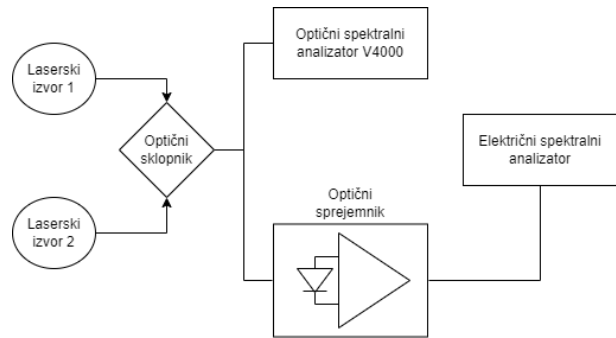 Laserski
izvor 1
Optični spektralni
analizator V4000
Optični
sklopnik
Električni spektralni
analizator
Laserski
izvor 2
Optični
sprejemnik